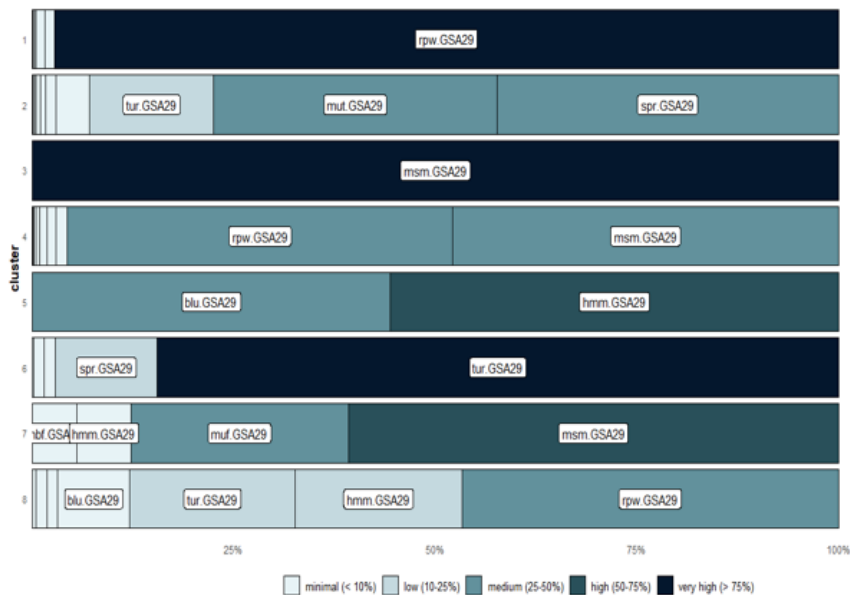 1
rpw.GSA29
2
tur.GSA29 mut.GSA29 spr.GSA29
3
msm.GSA29
4
rpw.GSA29 msm.GSA29
cluster
5
blu.GSA29 hmm.GSA29
6
spr.GSA29 tur.GSA29
7
hmm.GSA29 muf.GSA29 msm.GSA29
8
blu.GSA29 tur.GSA29 hmm.GSA29 rpw.GSA29
25% 50% 75% 100%
minimal (< 10%) low (10-25%) medium (25-50%) high (50-75%) very high (> 75%)